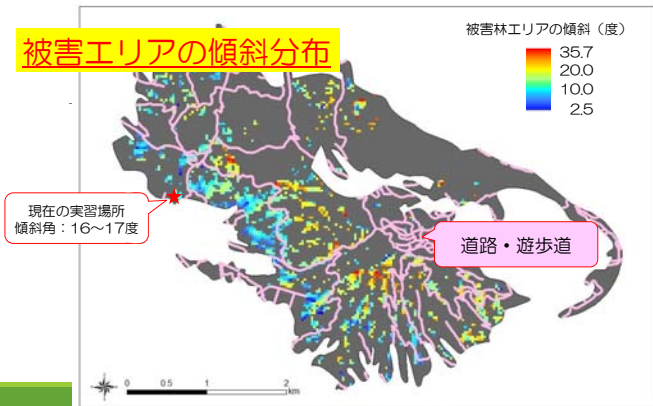 被害エリアの傾斜分布
被害林エリアの傾斜（度）
35.7
20.0
10.0
2.5
現在の実習場所
傾斜角：16～17度
道路・遊歩道
0 0.5 1 2
km